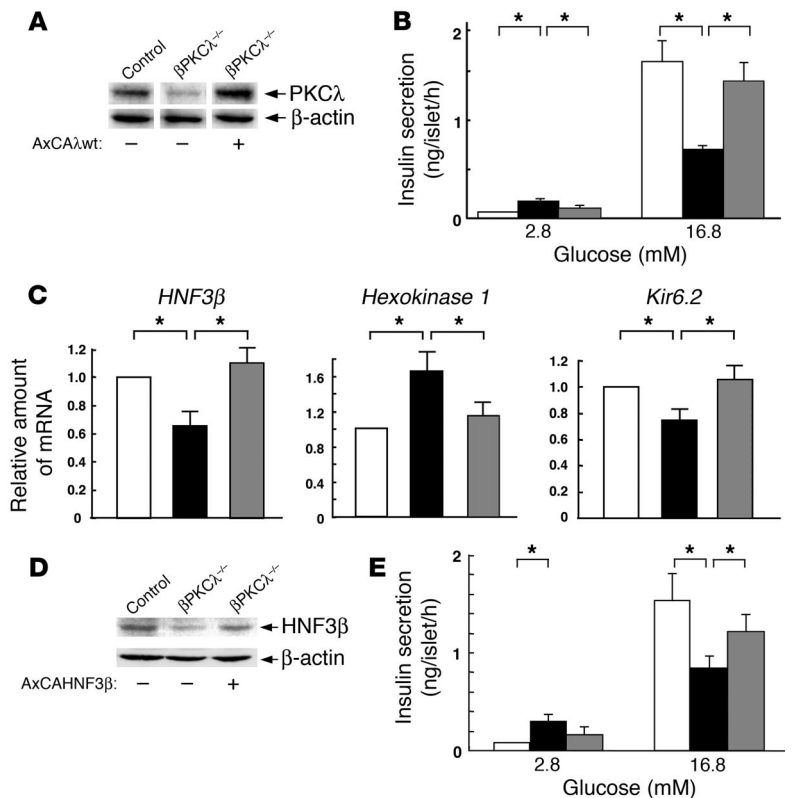 A
Control
βPKCλ⁻/⁻
βPKCλ⁻/⁻
PKCλ
β-actin
AxCAλwt: − − +
B
Insulin secretion
(ng/islet/h)
2
1
0
* * * *
2.8 16.8
Glucose (mM)
C
Relative amount
of mRNA
HNF3β
* *
1.2
1.0
0.8
0.6
0.4
0.2
0
Hexokinase 1
* *
1.6
1.2
0.8
0.4
0
Kir6.2
* *
1.2
1.0
0.8
0.6
0.4
0.2
0
D
Control
βPKCλ⁻/⁻
βPKCλ⁻/⁻
HNF3β
β-actin
AxCAHNF3β: − − +
E
Insulin secretion
(ng/islet/h)
2
1
0
* * *
2.8 16.8
Glucose (mM)